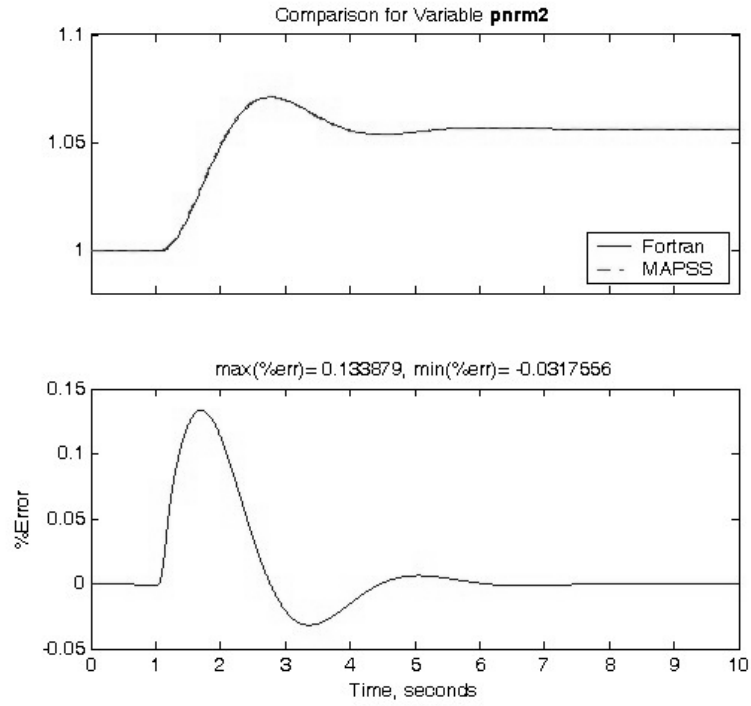 Comparison for Variable pnrm2
1.1
1.05
1
Fortran
MAPSS
max(%err)= 0.133879, min(%err)= -0.0317556
0.15
0.1
0.05
0
-0.05
%Error
0 1 2 3 4 5 6 7 8 9 10
Time, seconds